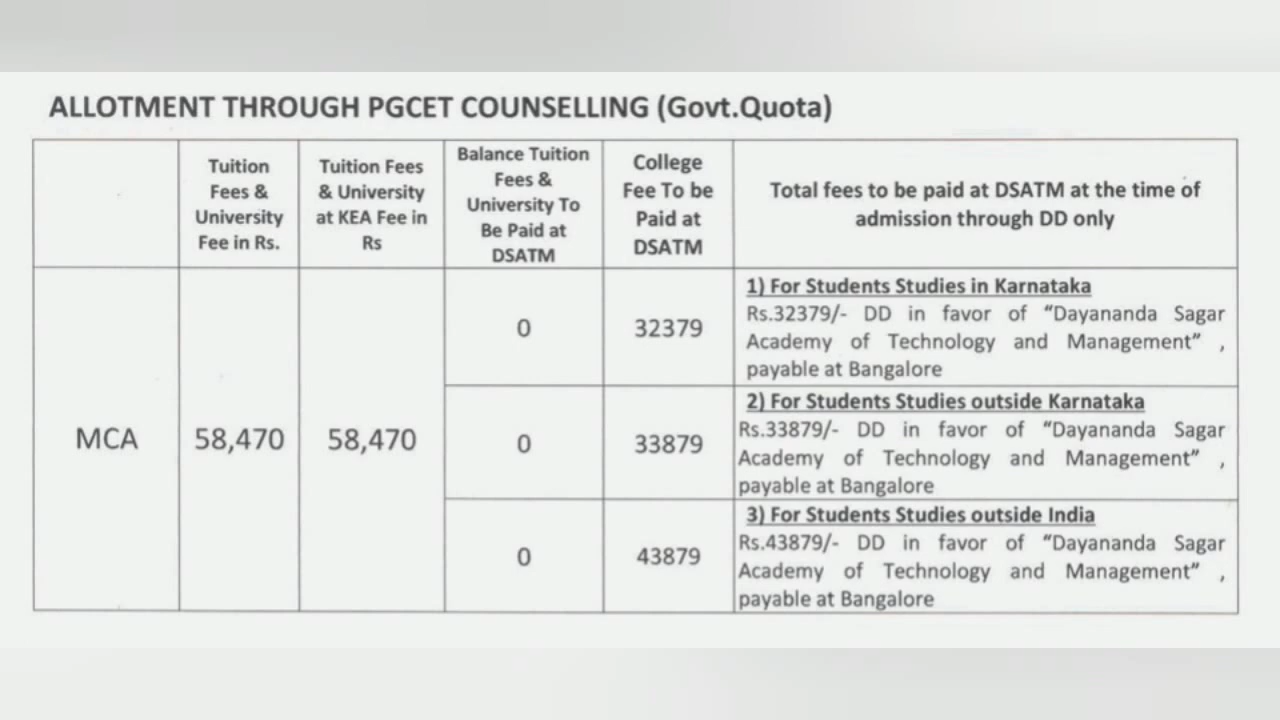 ALLOTMENT THROUGH PGCET COUNSELLING (Govt.Quota)
Tuition
Fees &
University
Fee in Rs.
Tuition Fees
& University
at KEA Fee in
Rs
Balance Tuition
Fees &
University To
Be Paid at
DSATM
College
Fee To be
Paid at
DSATM
Total fees to be paid at DSATM at the time of
admission through DD only
MCA
58,470
58,470
0
32379
1) For Students Studies in Karnataka
Rs.32379/- DD in favor of “Dayananda Sagar
Academy of Technology and Management” ,
payable at Bangalore
0
33879
2) For Students Studies outside Karnataka
Rs.33879/- DD in favor of “Dayananda Sagar
Academy of Technology and Management” ,
payable at Bangalore
0
43879
3) For Students Studies outside India
Rs.43879/- DD in favor of “Dayananda Sagar
Academy of Technology and Management” ,
payable at Bangalore